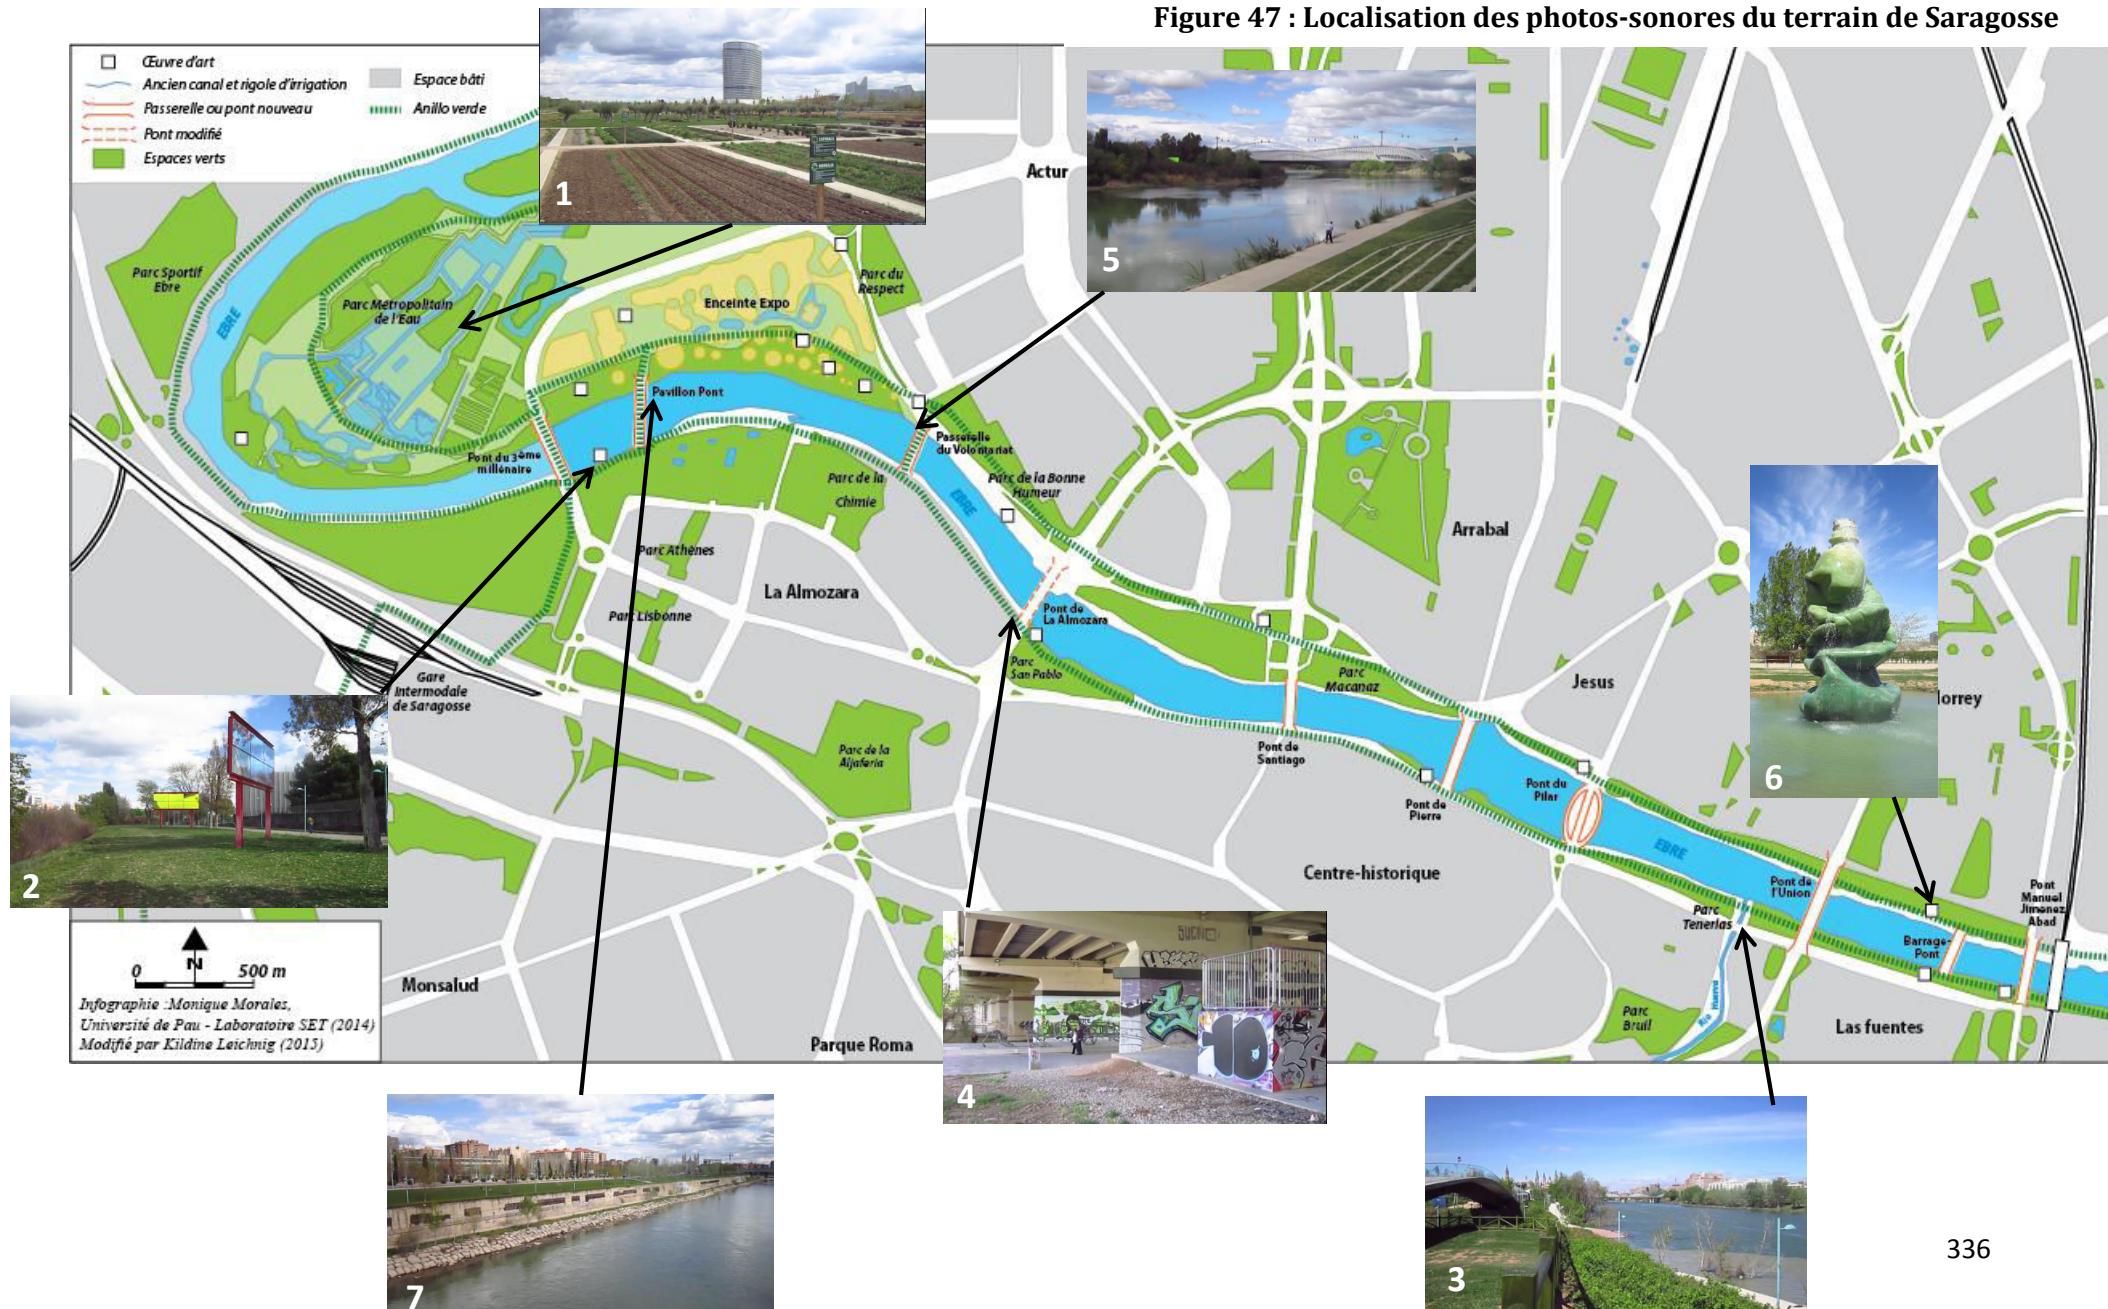 Figure 47 : Localisation des photos-sonores du terrain de Saragosse
Œuvre d'art
Ancien canal et rigole d'irrigation
Passerelle ou pont nouveau
Pont modifié
Espaces verts
Espace bâti
Anillo verde
1
5
Actur
Parc Sportif
Ebre
EBRE
Parc Métropolitain
de l'Eau
Enceinte Expo
Parc du
Respect
Pavillon Pont
Pont du 3ème
millénaire
Passerelle
du Volontariat
Parc de la
Chimie
EBRE
Parc de la Bonne
Humeur
Arrabal
Parc Athènes
La Almozara
Parc Lisbonne
Pont de
La Almozara
Parc
San Pablo
Gare
Intermodale
de Saragosse
Parc
Macanaz
Jesus
6
lorrey
Parc de la
Aljaferia
Pont de
Santiago
Pont de
Pierre
Pont du
Pilar
EBRE
2
Centre-historique
Pont de
l'Union
Pont
Manuel
Jimenez
Abad
Parc
Tenerias
Barrage-
Pont
0 N 500 m
Infographie :Monique Morales,
Université de Pau - Laboratoire SET (2014)
Modifié par Kildine Leichnig (2015)
Monsalud
Parque Roma
4
Rio Huerva
Parc
Bruil
Las fuentes
7
3
336